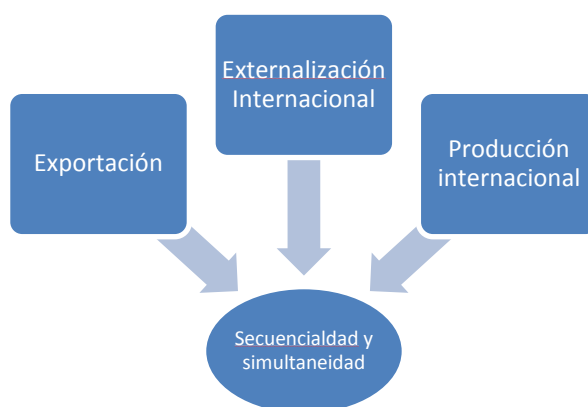 Exportación
Externalización
Internacional
Producción
internacional
Secuencialdad y
simultaneidad